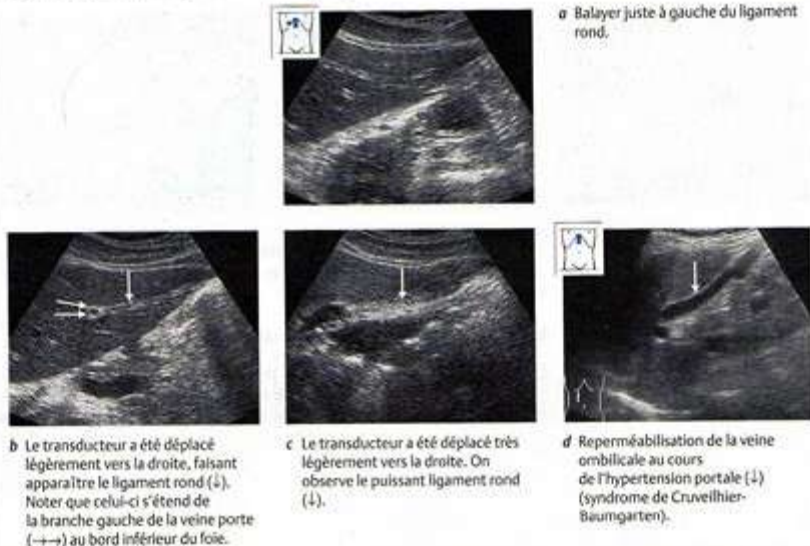 a Balayer juste à gauche du ligament
rond.
b Le transducteur a été déplacé
légèrement vers la droite, faisant
apparaître le ligament rond (↓).
Noter que celui-ci s'étend de
la branche gauche de la veine porte
(→→) au bord inférieur du foie.
c Le transducteur a été déplacé très
légèrement vers la droite. On
observe le puissant ligament rond
(↓).
d Reperméabilisation de la veine
ombilicale au cours
de l'hypertension portale (↓)
(syndrome de Cruveilhier-
Baumgarten).